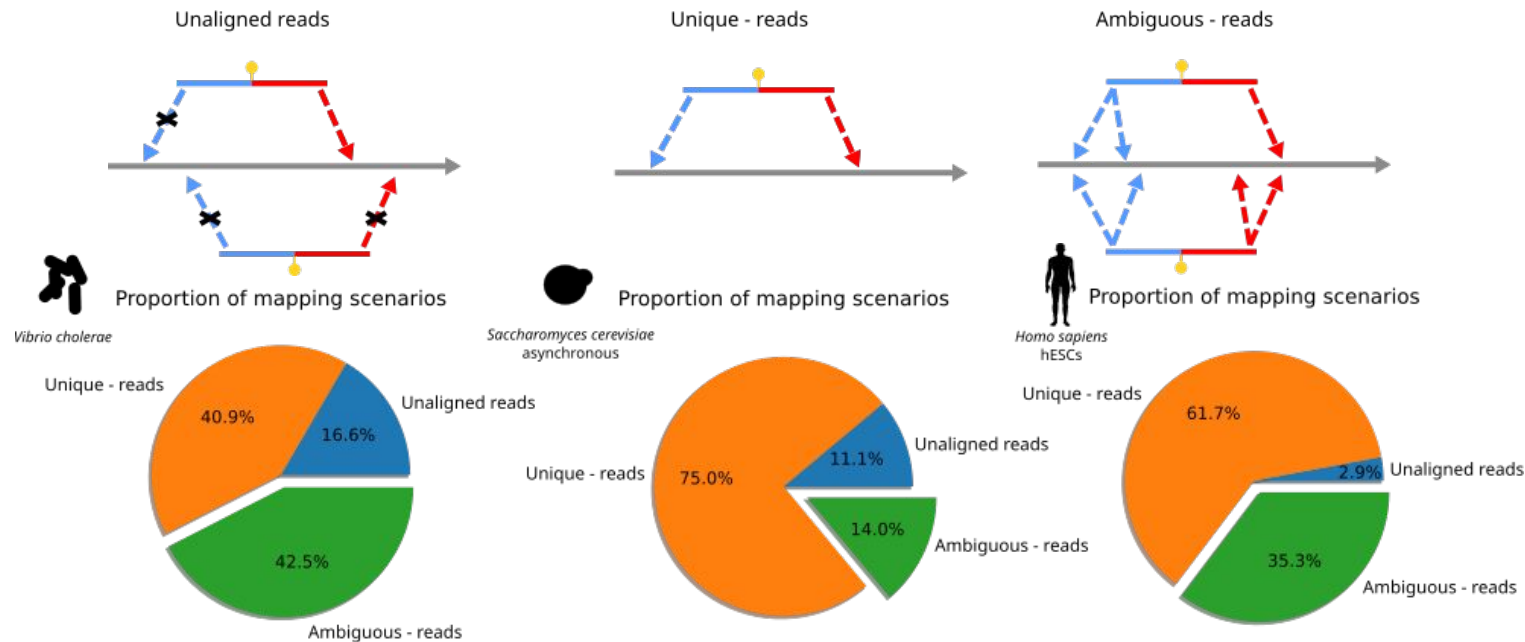 Unaligned reads
Unique - reads
Ambiguous - reads
Vibrio cholerae
Proportion of mapping scenarios
Unique - reads
40.9%
Unaligned reads
16.6%
42.5%
Ambiguous - reads
Saccharomyces cerevisiae
asynchronous
Proportion of mapping scenarios
Unique - reads
75.0%
Unaligned reads
11.1%
14.0%
Ambiguous - reads
Homo sapiens
hESCs
Proportion of mapping scenarios
Unique - reads
61.7%
2.9%
Unaligned reads
35.3%
Ambiguous - reads